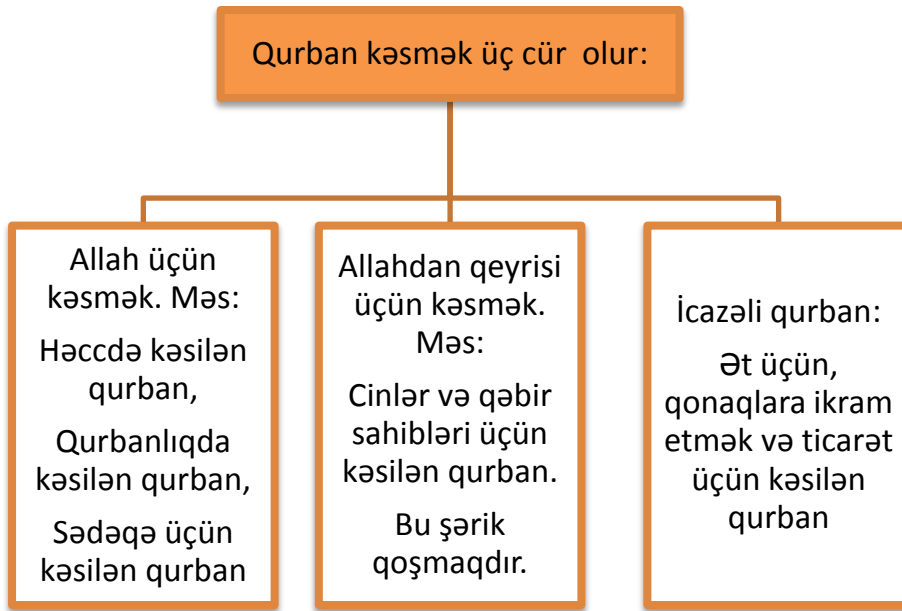 Qurban kəsmək üç cür olur:
Allah üçün
kəsmək. Məs:
Həccdə kəsilən
qurban,
Qurbanlıqda
kəsilən qurban,
Sədəqə üçün
kəsilən qurban
Allahdan qeyrisi
üçün kəsmək.
Məs:
Cinlər və qəbir
sahibləri üçün
kəsilən qurban.
Bu şərik
qoşmaqdır.
İcazəli qurban:
Ət üçün,
qonaqlara ikram
etmək və ticarət
üçün kəsilən
qurban